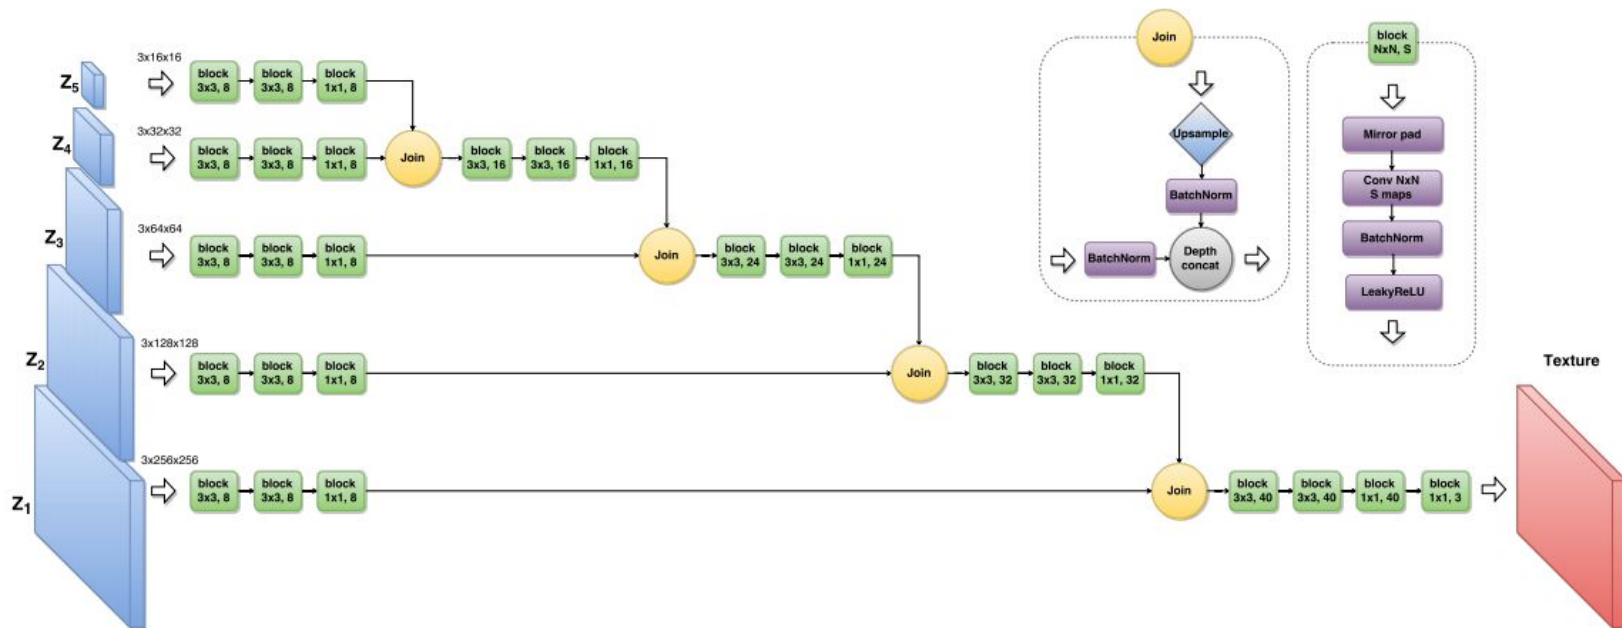 Z5
3x16x16
block
3x3, 8
block
3x3, 8
block
1x1, 8
Z4
3x32x32
block
3x3, 8
block
3x3, 8
block
1x1, 8
Join
block
3x3, 16
block
3x3, 16
block
1x1, 16
Z3
3x64x64
block
3x3, 8
block
3x3, 8
block
1x1, 8
Join
block
3x3, 24
block
3x3, 24
block
1x1, 24
Z2
3x128x128
block
3x3, 8
block
3x3, 8
block
1x1, 8
Join
block
3x3, 32
block
3x3, 32
block
1x1, 32
Z1
3x256x256
block
3x3, 8
block
3x3, 8
block
1x1, 8
Join
block
3x3, 40
block
3x3, 40
block
1x1, 40
block
1x1, 3
Texture
Join
Upsample
BatchNorm
BatchNorm
Depth
concat
block
NxN, S
Mirror pad
Conv NxN
S maps
BatchNorm
LeakyReLU